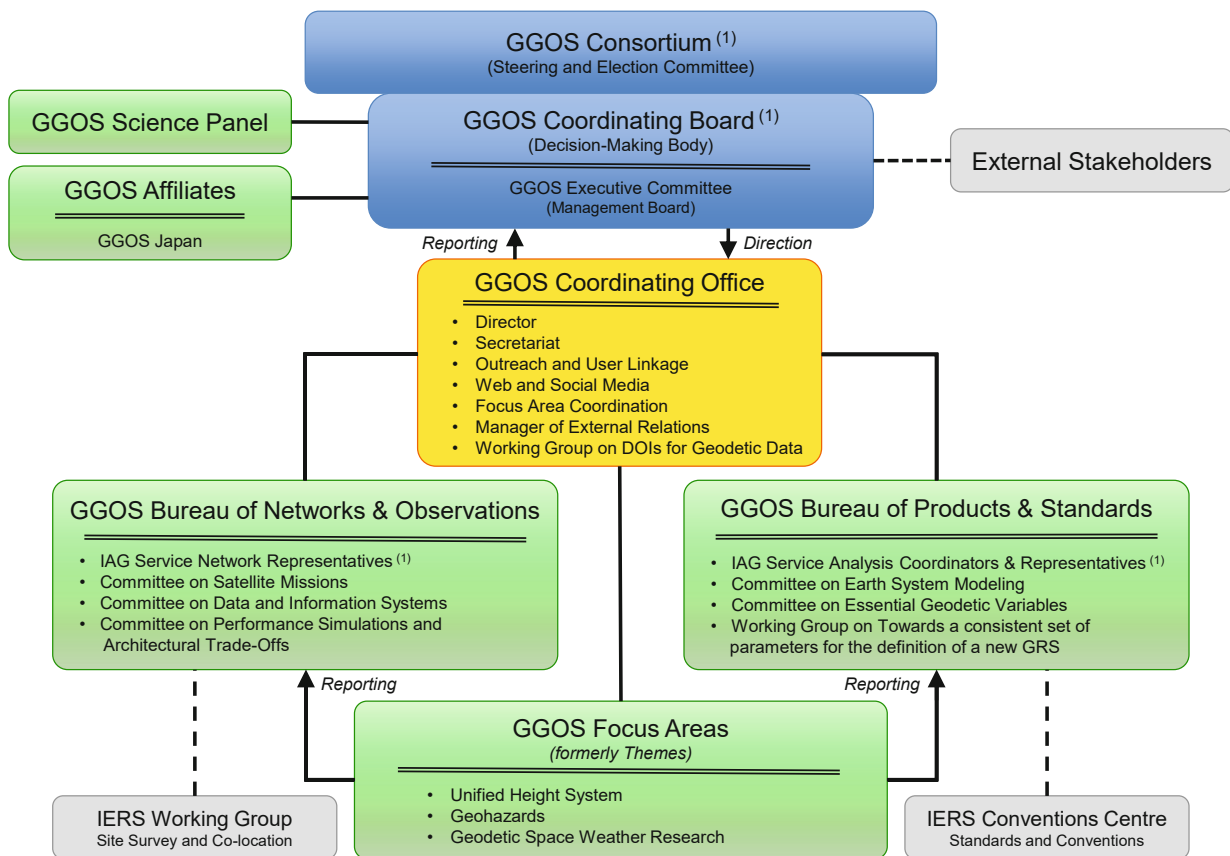 GGOS Consortium (1)
(Steering and Election Committee)
GGOS Science Panel
GGOS Coordinating Board (1)
(Decision-Making Body)
GGOS Executive Committee
(Management Board)
External Stakeholders
GGOS Affiliates
GGOS Japan
Reporting
Direction
GGOS Coordinating Office
• Director
• Secretariat
• Outreach and User Linkage
• Web and Social Media
• Focus Area Coordination
• Manager of External Relations
• Working Group on DOIs for Geodetic Data
GGOS Bureau of Networks & Observations
• IAG Service Network Representatives (1)
• Committee on Satellite Missions
• Committee on Data and Information Systems
• Committee on Performance Simulations and
Architectural Trade-Offs
GGOS Bureau of Products & Standards
• IAG Service Analysis Coordinators & Representatives (1)
• Committee on Earth System Modeling
• Committee on Essential Geodetic Variables
• Working Group on Towards a consistent set of
parameters for the definition of a new GRS
Reporting
Reporting
GGOS Focus Areas
(formerly Themes)
• Unified Height System
• Geohazards
• Geodetic Space Weather Research
IERS Working Group
Site Survey and Co-location
IERS Conventions Centre
Standards and Conventions